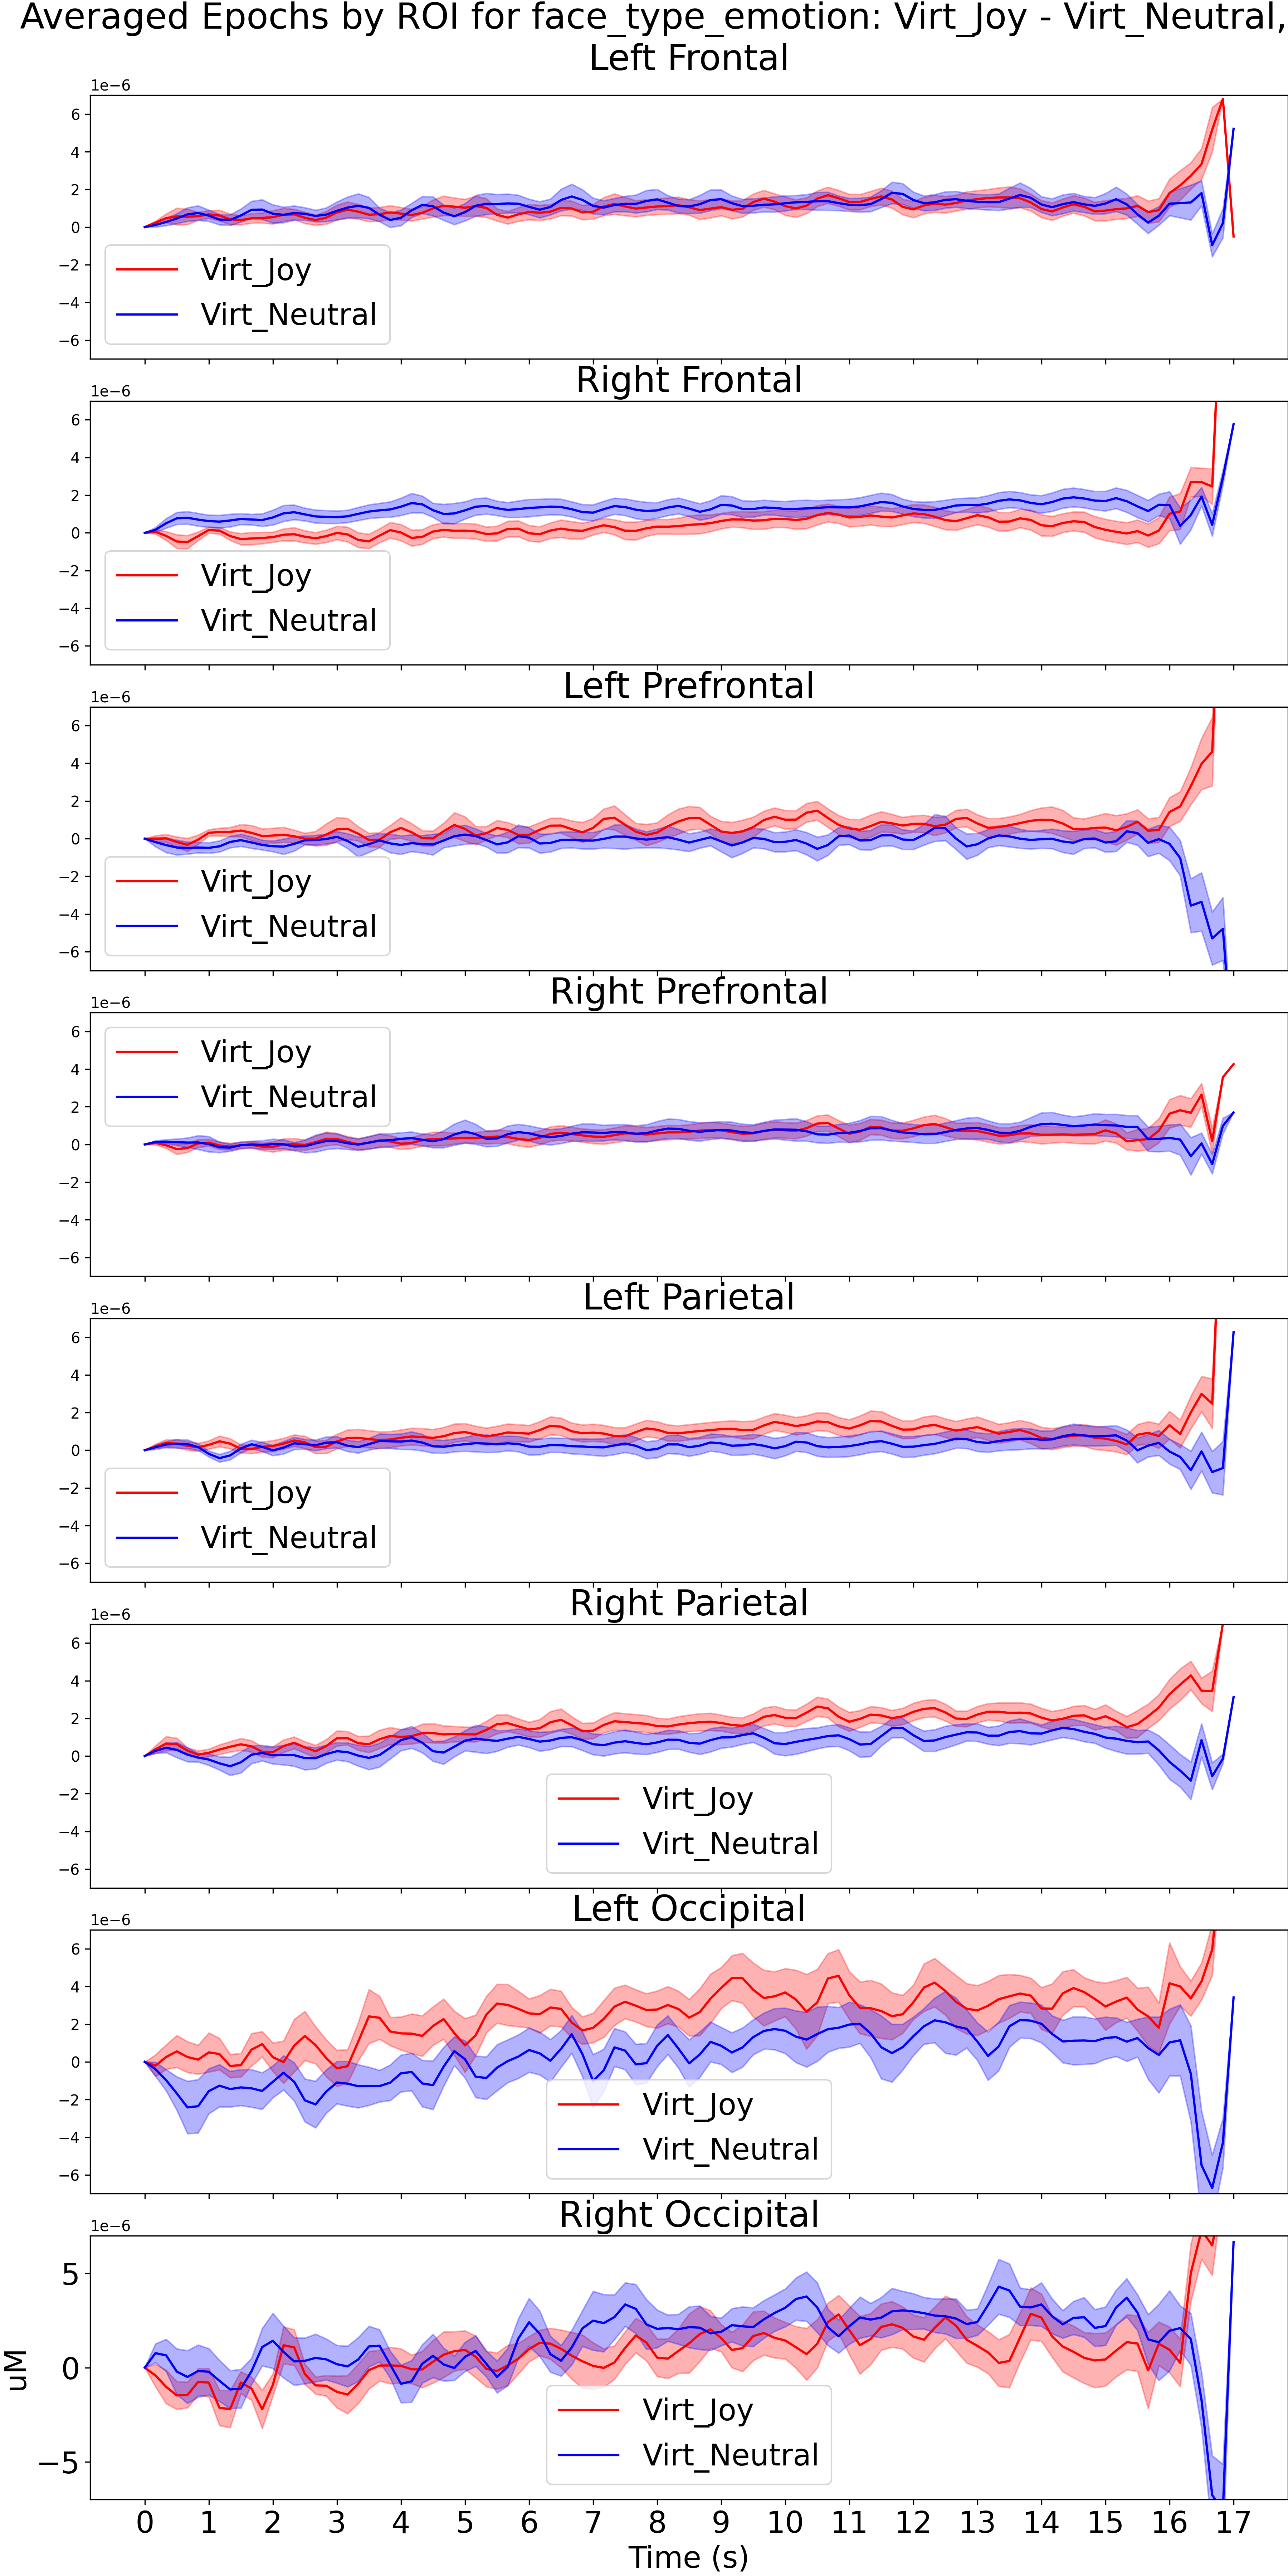 Averaged Epochs by ROI for face_type_emotion: Virt_Joy - Virt_Neutral,
Left Frontal
1e−6
6
4
2
0
−2
−4
−6
Virt_Joy
Virt_Neutral
Right Frontal
1e−6
6
4
2
0
−2
−4
−6
Virt_Joy
Virt_Neutral
Left Prefrontal
1e−6
6
4
2
0
−2
−4
−6
Virt_Joy
Virt_Neutral
Right Prefrontal
1e−6
6
4
2
0
−2
−4
−6
Virt_Joy
Virt_Neutral
Left Parietal
1e−6
6
4
2
0
−2
−4
−6
Virt_Joy
Virt_Neutral
Right Parietal
1e−6
6
4
2
0
−2
−4
−6
Virt_Joy
Virt_Neutral
Left Occipital
1e−6
6
4
2
0
−2
−4
−6
Virt_Joy
Virt_Neutral
Right Occipital
1e−6
5
0
−5
uM
Virt_Joy
Virt_Neutral
0 1 2 3 4 5 6 7 8 9 10 11 12 13 14 15 16 17
Time (s)